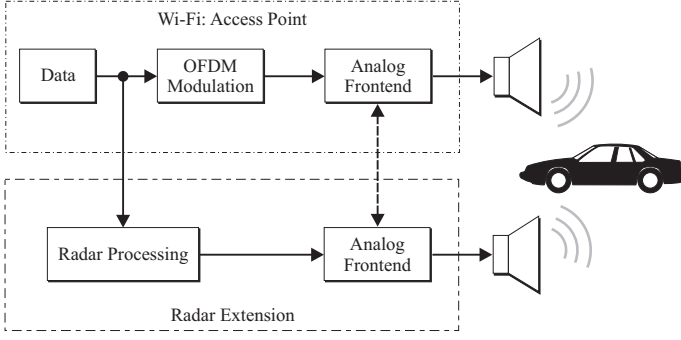 Wi-Fi: Access Point
Data
OFDM
Modulation
Analog
Frontend
Radar Processing
Analog
Frontend
Radar Extension